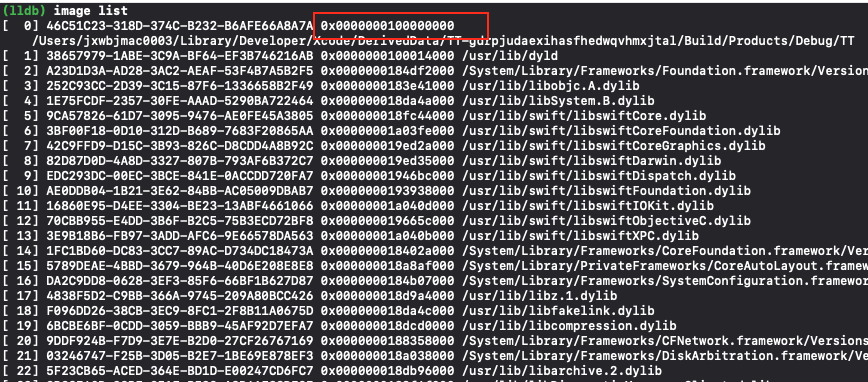 (lldb) image list
[  0] 46C51C23-318D-374C-B232-B6AFE66A8A7A 0x0000000100000000
/Users/jxwbjmac0003/Library/Developer/Xcode/DerivedData/TT-gdrpjudaexihasfhedwqvhmxjtal/Build/Products/Debug/TT
[  1] 38657979-1ABE-3C9A-BF64-EF3B746216AB 0x0000000100014000 /usr/lib/dyld
[  2] A23D1D3A-AD28-3AC2-AEAF-53F4B7A5B2F5 0x0000000184df2000 /System/Library/Frameworks/Foundation.framework/Version
[  3] 252C93CC-2D39-3C15-87F6-1336658B2F49 0x0000000183e41000 /usr/lib/libobjc.A.dylib
[  4] 1E75FCDF-2357-30FE-AAAD-5290BA722464 0x000000018da4a000 /usr/lib/libSystem.B.dylib
[  5] 9CA57826-61D7-3095-9476-AE0FE45A3805 0x000000018fc44000 /usr/lib/swift/libswiftCore.dylib
[  6] 3BF00F18-0D10-312D-B689-7683F20865AA 0x00000001a03fe000 /usr/lib/swift/libswiftCoreFoundation.dylib
[  7] 42C9FFD9-D15C-3B93-826C-D8CDD4A8B92C 0x000000019ed2a000 /usr/lib/swift/libswiftCoreGraphics.dylib
[  8] 82D87D0D-4A8D-3327-807B-793AF6B372C7 0x000000019ed35000 /usr/lib/swift/libswiftDarwin.dylib
[  9] EDC293DC-00EC-3BCE-841E-0ACCDD720FA7 0x00000001946bc000 /usr/lib/swift/libswiftDispatch.dylib
[ 10] AE0DDB04-1B21-3E62-84BB-AC05009DBAB7 0x0000000193938000 /usr/lib/swift/libswiftFoundation.dylib
[ 11] 16860E95-D4EE-3304-BE23-13ABF4661066 0x00000001a040d000 /usr/lib/swift/libswiftIOKit.dylib
[ 12] 70CBB955-E4DD-3B6F-B2C5-75B3ECD72BF8 0x000000019665c000 /usr/lib/swift/libswiftObjectiveC.dylib
[ 13] 3E9B18B6-FB97-3ADD-AFC6-9E66578DA563 0x00000001a040b000 /usr/lib/swift/libswiftXPC.dylib
[ 14] 1FC1BD60-DC83-3CC7-89AC-D734DC18473A 0x000000018402a000 /System/Library/Frameworks/CoreFoundation.framework/Ver
[ 15] 5789DEAE-4BBD-3679-964B-40D6E208E8E8 0x000000018a8af000 /System/Library/PrivateFrameworks/CoreAutoLayout.framew
[ 16] DA2C9DD8-0628-3EF3-85F6-66BF1B627D87 0x0000000184b07000 /System/Library/Frameworks/SystemConfiguration.framewor
[ 17] 4838F5D2-C9BB-366A-9745-209A80BCC426 0x000000018d9a4000 /usr/lib/libz.1.dylib
[ 18] F096DD26-38CB-3EC9-8FC1-2F8B11A0675D 0x000000018da4c000 /usr/lib/libfakelink.dylib
[ 19] 6BCBE6BF-0CDD-3059-BBB9-45AF92D7EFA7 0x000000018dcd0000 /usr/lib/libcompression.dylib
[ 20] 9DDF924B-F7D9-3E7E-B2D0-27CF26767169 0x0000000188358000 /System/Library/Frameworks/CFNetwork.framework/Versions
[ 21] 03246747-F25B-3D05-B2E7-1BE69E878EF3 0x000000018a038000 /System/Library/Frameworks/DiskArbitration.framework/Ve
[ 22] 5F23CB65-ACED-364E-BD1D-E00247CD6FC7 0x000000018db96000 /usr/lib/libarchive.2.dylib